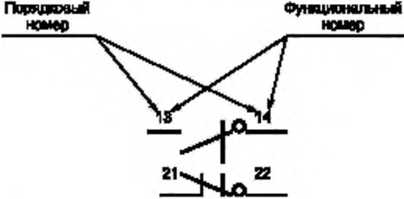 Порядковый
номер
Функциональный
номер
13 14
21 22